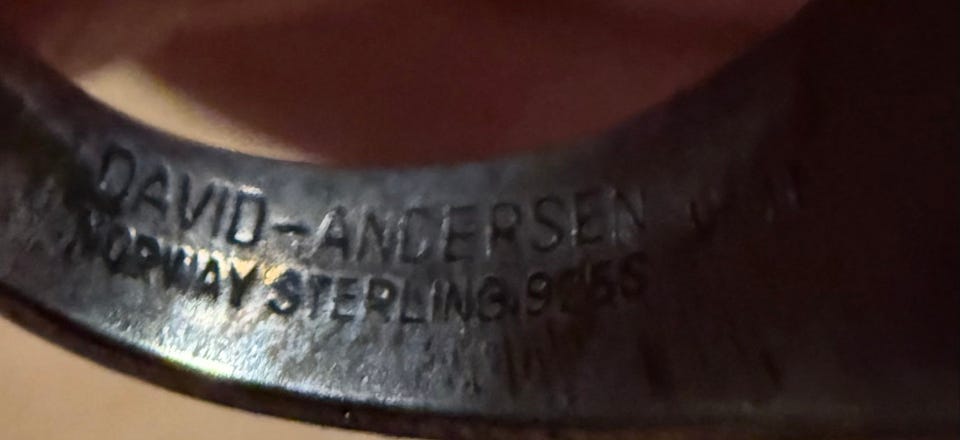 DAVID-ANDERSEN
NORWAY STERLING 925S